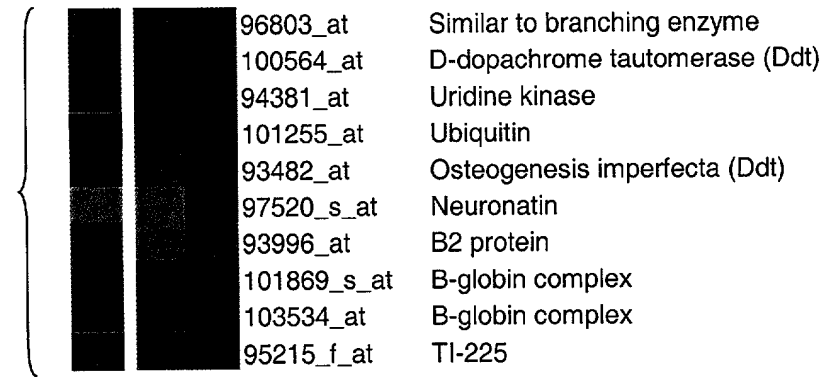 96803_at Similar to branching enzyme
100564_at D-dopachrome tautomerase (Ddt)
94381_at Uridine kinase
101255_at Ubiquitin
93482_at Osteogenesis imperfecta (Ddt)
97520_s_at Neuronatin
93996_at B2 protein
101869_s_at B-globin complex
103534_at B-globin complex
95215_f_at TI-225